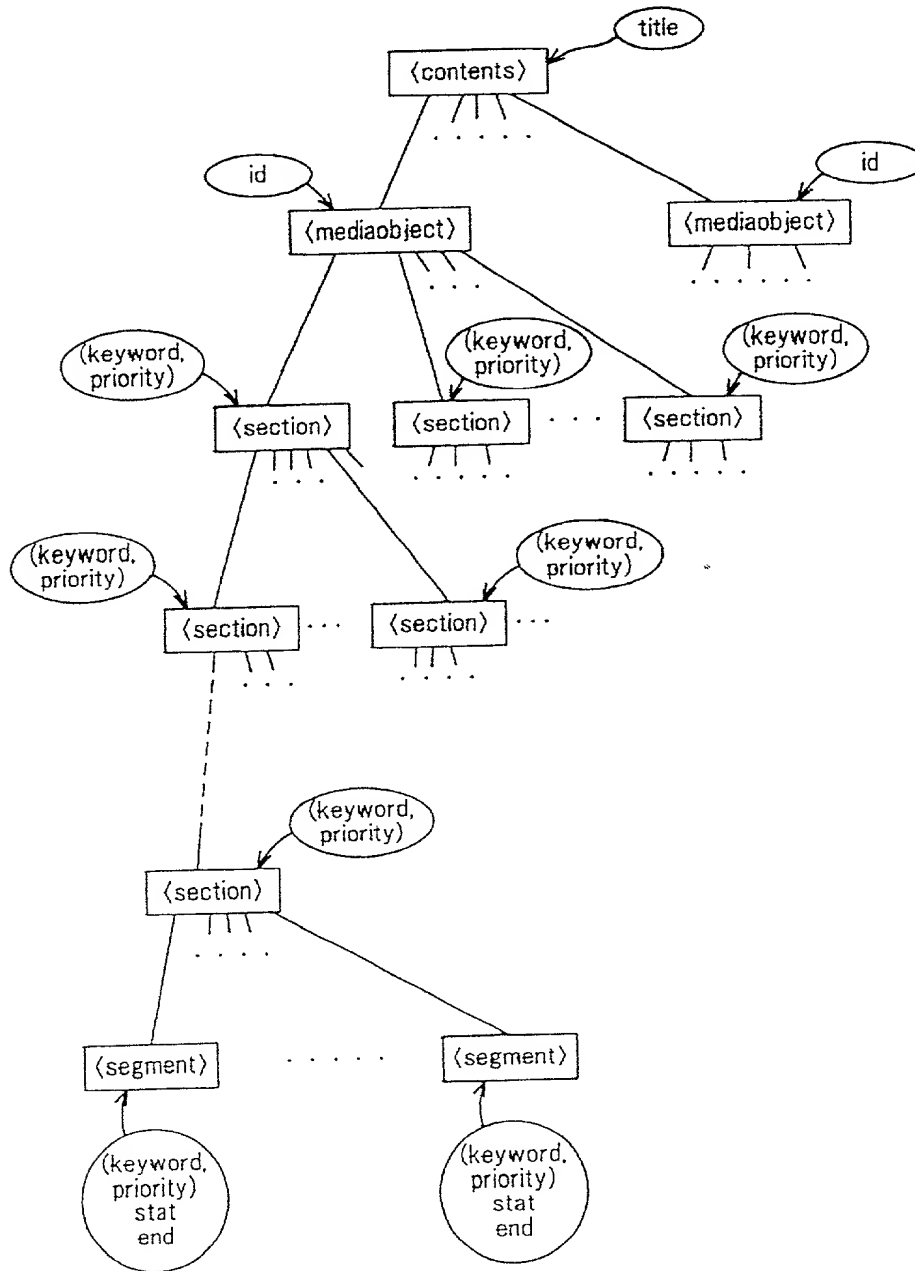 title
〈contents〉
id
id
〈mediaobject〉
〈mediaobject〉
(keyword,
priority)
(keyword,
priority)
(keyword,
priority)
〈section〉
〈section〉
〈section〉
(keyword,
priority)
(keyword,
priority)
〈section〉
〈section〉
(keyword,
priority)
〈section〉
〈segment〉
〈segment〉
(keyword,
priority)
stat
end
(keyword,
priority)
stat
end